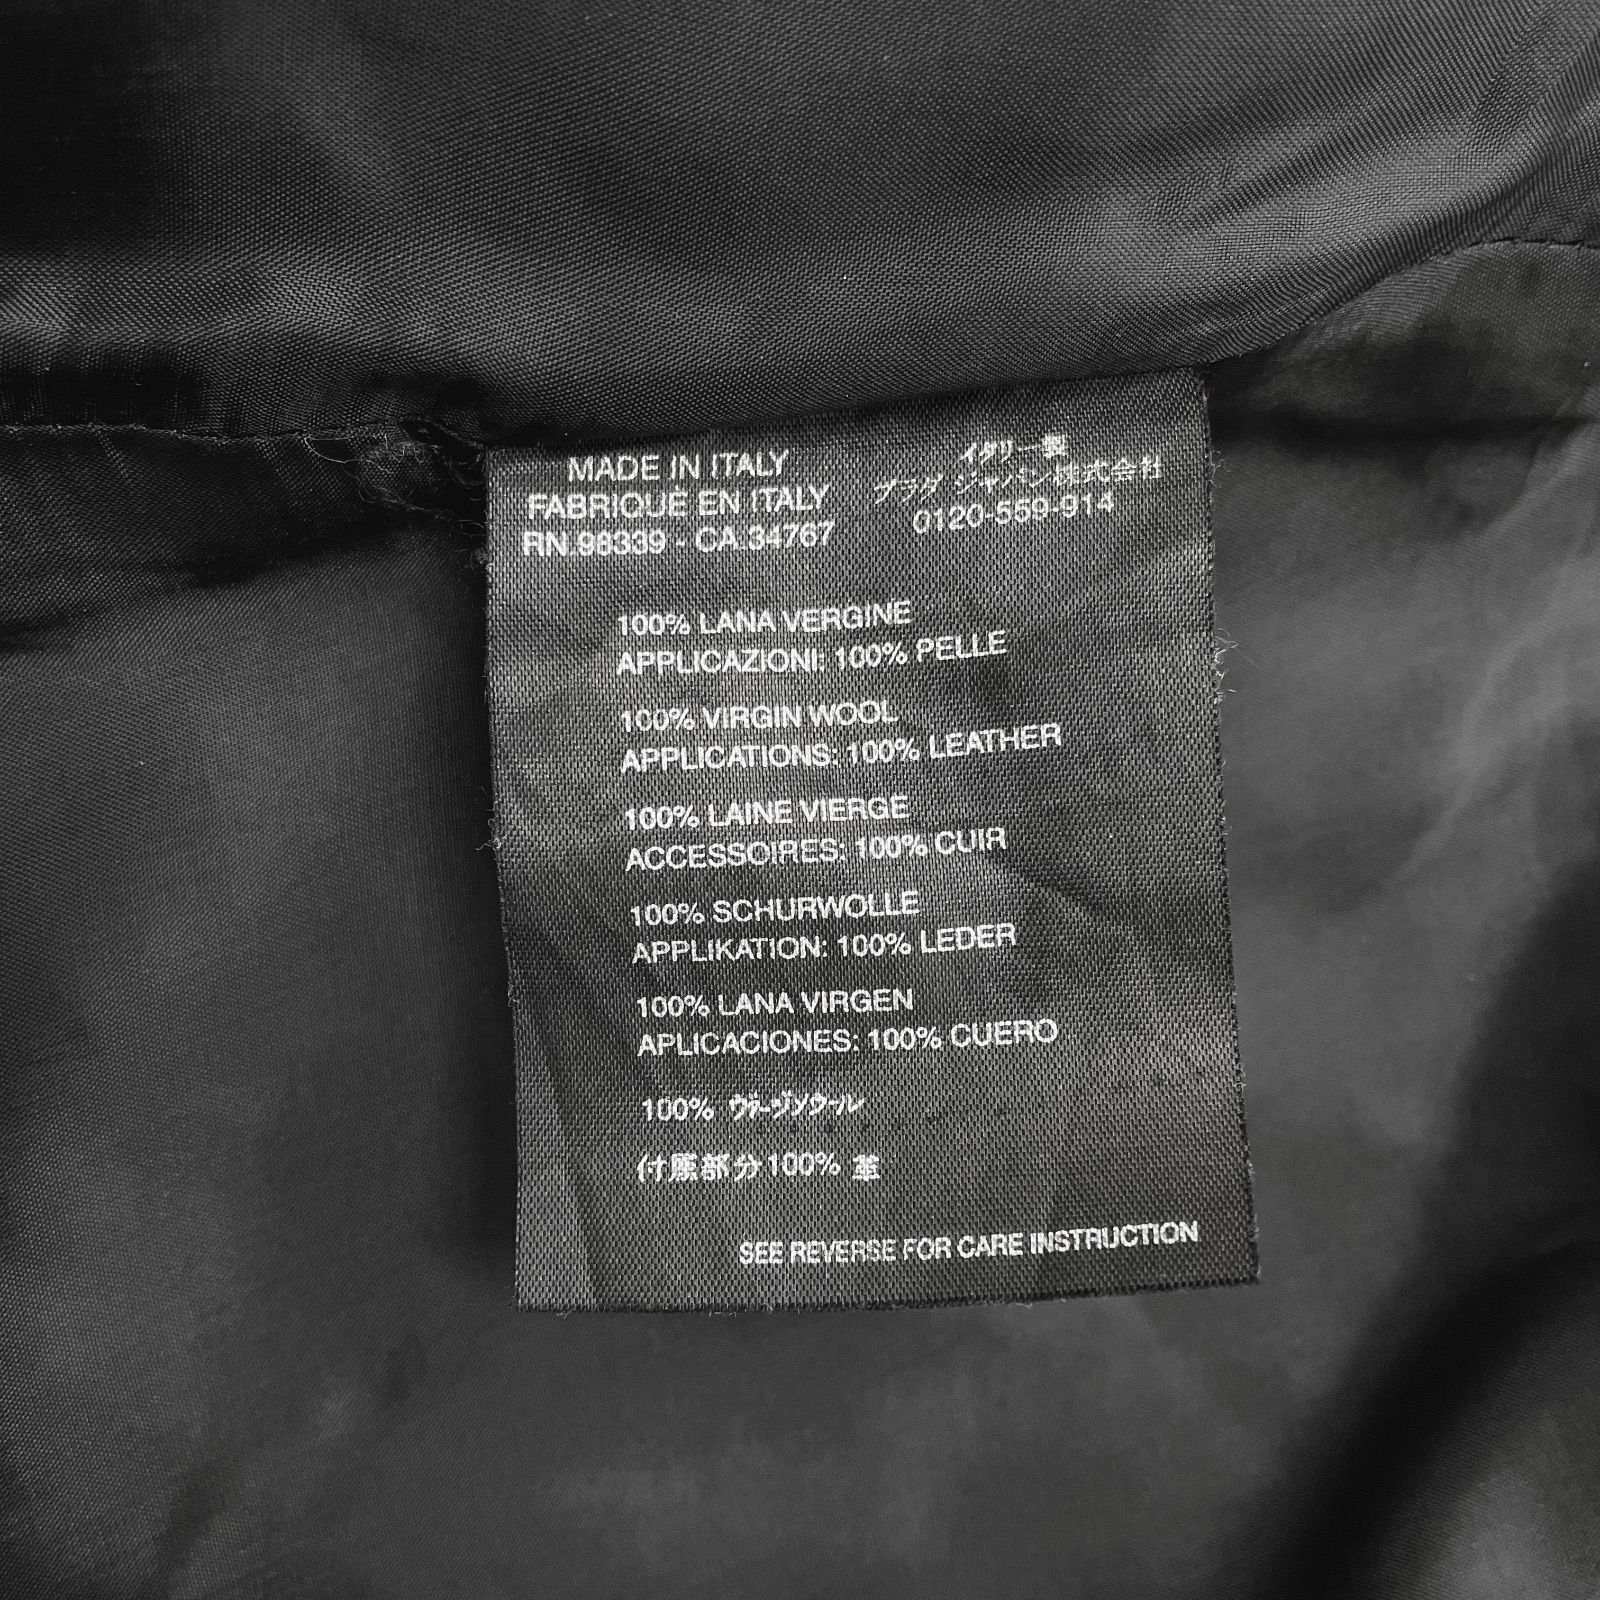 MADE IN ITALY
FABRIQUÉ EN ITALY
RN.98339 - CA.34767
イタリー製
プラダ ジャパン株式会社
0120-559-914
100% LANA VERGINE
APPLICAZIONI: 100% PELLE
100% VIRGIN WOOL
APPLICATIONS: 100% LEATHER
100% LAINE VIERGE
ACCESSOIRES: 100% CUIR
100% SCHURWOLLE
APPLIKATION: 100% LEDER
100% LANA VIRGEN
APLICACIONES: 100% CUERO
100% ヴァージンウール
付属部分100% 革
SEE REVERSE FOR CARE INSTRUCTION